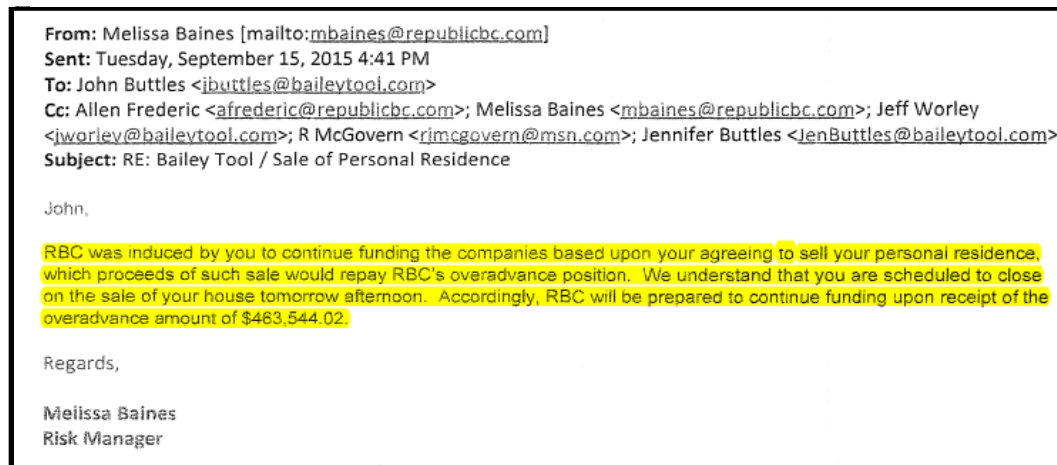 From: Melissa Baines [mailto:mbaines@republicbc.com]
Sent: Tuesday, September 15, 2015 4:41 PM
To: John Buttles <jbuttles@baileytool.com>
Cc: Allen Frederic <afrederic@republicbc.com>; Melissa Baines <mbaines@republicbc.com>; Jeff Worley
<jworley@baileytool.com>; R McGovern <rjmcgovern@msn.com>; Jennifer Buttles <JenButtles@baileytool.com>
Subject: RE: Bailey Tool / Sale of Personal Residence
John,
RBC was induced by you to continue funding the companies based upon your agreeing to sell your personal residence,
which proceeds of such sale would repay RBC's overadvance position. We understand that you are scheduled to close
on the sale of your house tomorrow afternoon. Accordingly, RBC will be prepared to continue funding upon receipt of the
overadvance amount of $463,544.02.
Regards,
Melissa Baines
Risk Manager